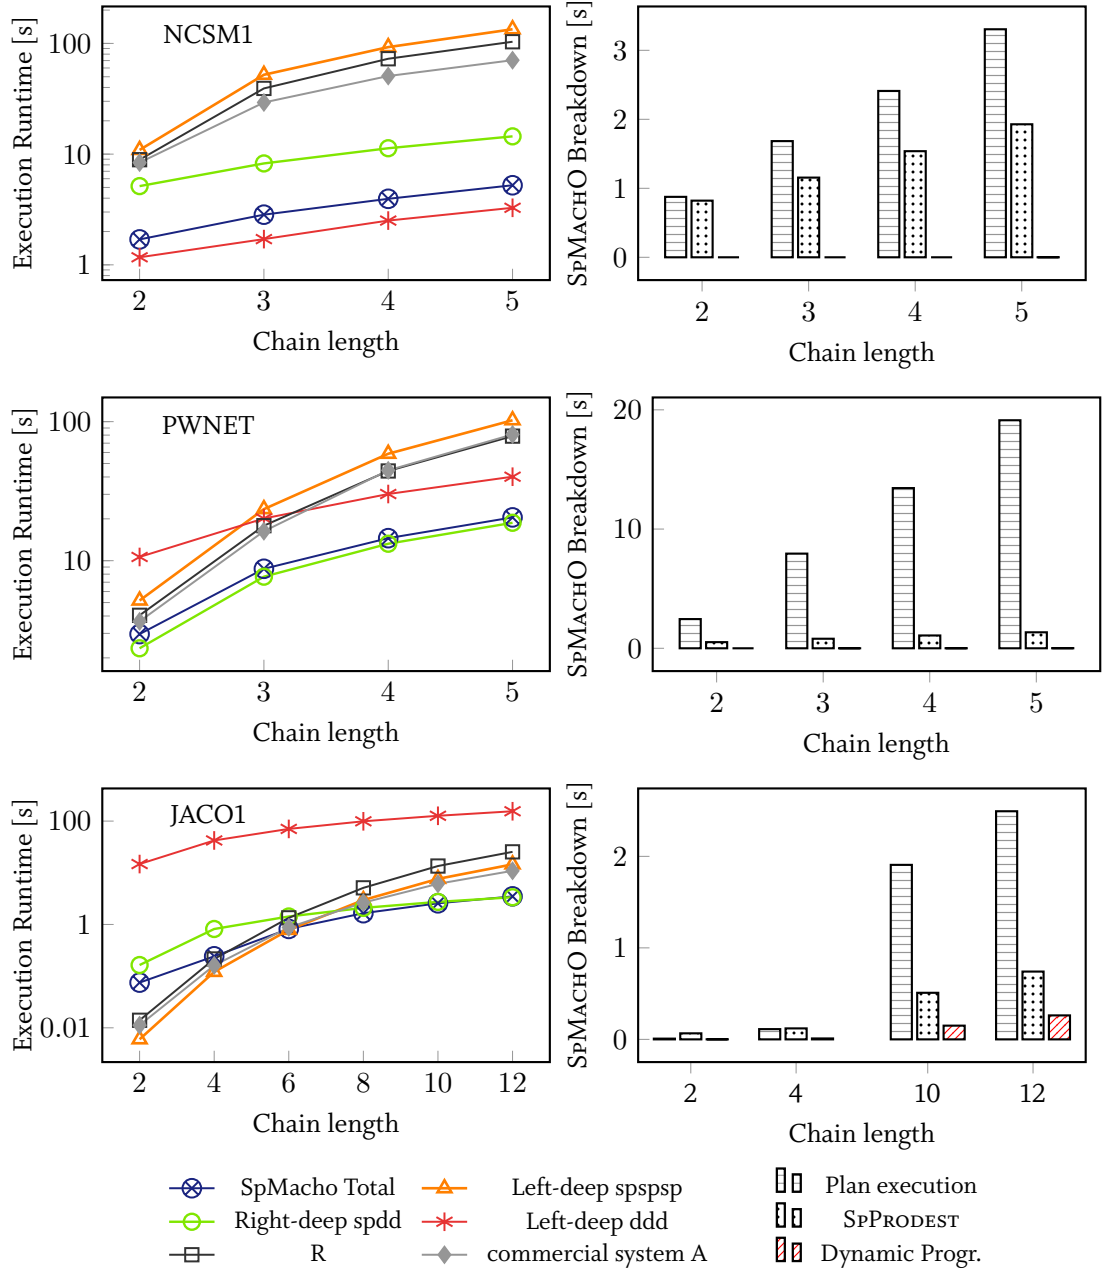 NCSM1
Execution Runtime [s]
100
10
1
2 3 4 5
Chain length
SpMachO Breakdown [s]
3
2
1
0
2 3 4 5
Chain length
PWNET
Execution Runtime [s]
100
10
2 3 4 5
Chain length
SpMachO Breakdown [s]
20
10
0
2 3 4 5
Chain length
JACO1
Execution Runtime [s]
100
1
0.01
2 4 6 8 10 12
Chain length
SpMachO Breakdown [s]
2
1
0
2 4 10 12
Chain length
SpMacho Total
Left-deep spspsp
Right-deep spdd
Left-deep ddd
R
commercial system A
Plan execution
SpProdest
Dynamic Progr.